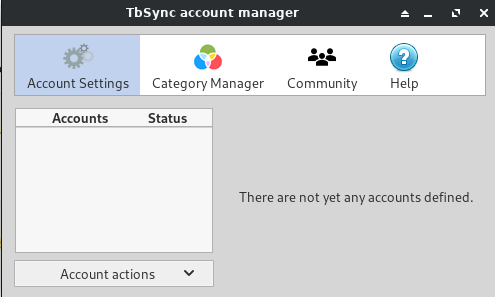 TbSync account manager
Account Settings
Category Manager
Community
Help
Accounts Status
There are not yet any accounts defined.
Account actions